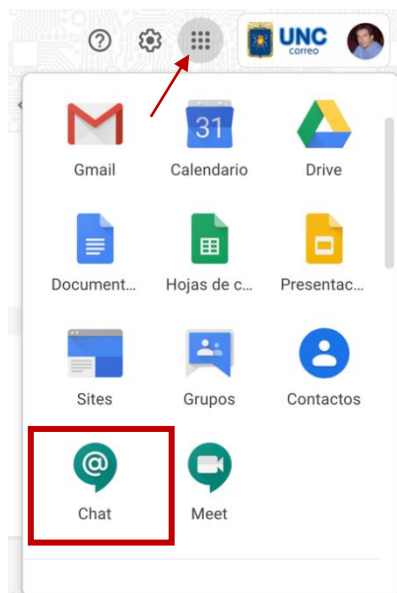 UNC
correo
31
Gmail Calendario Drive
Document... Hojas de c... Presentac...
Sites Grupos Contactos
@
Chat Meet